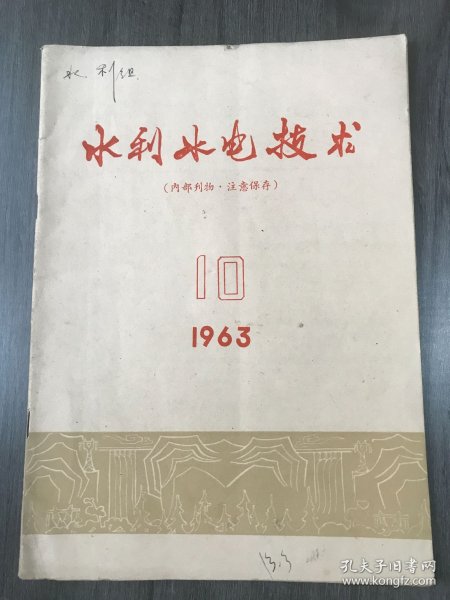 水利组
水利水电技术
（内部刊物·注意保存）
10
1963
孔夫子旧书网
www.kongfz.com